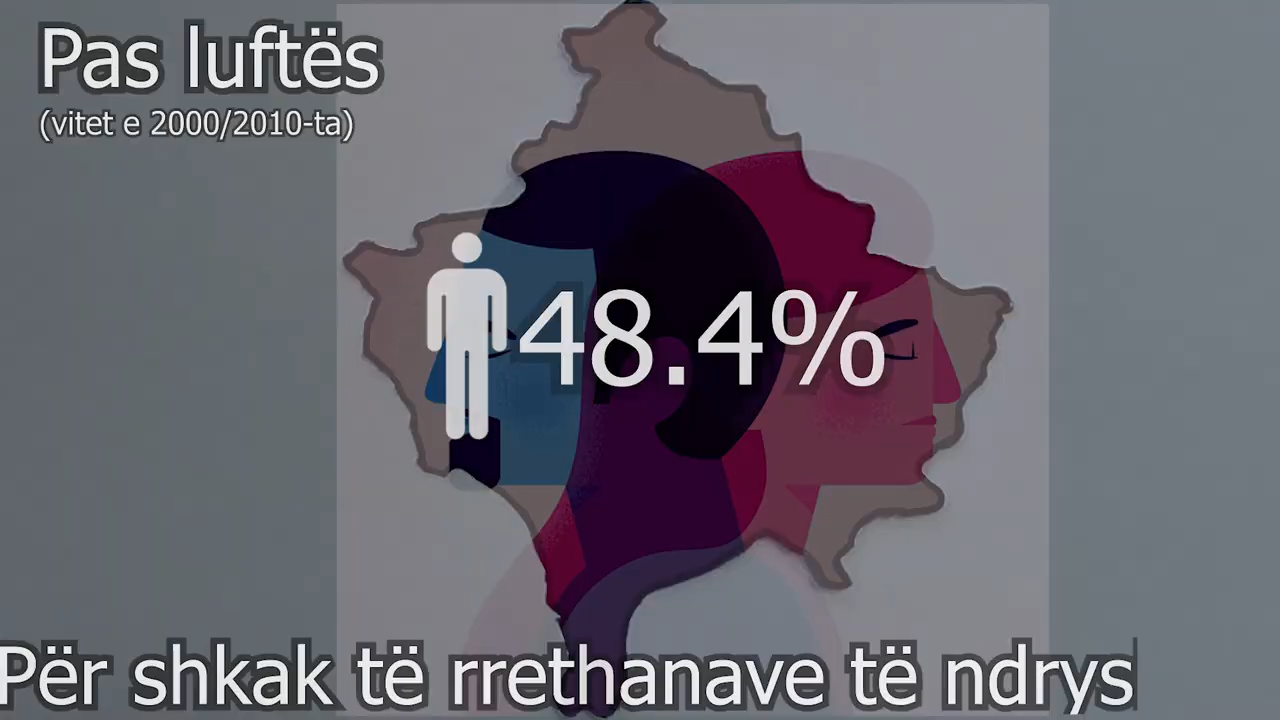 Pas luftës
(vitet e 2000/2010-ta)
48.4%
Për shkak të rrethanave të ndrys